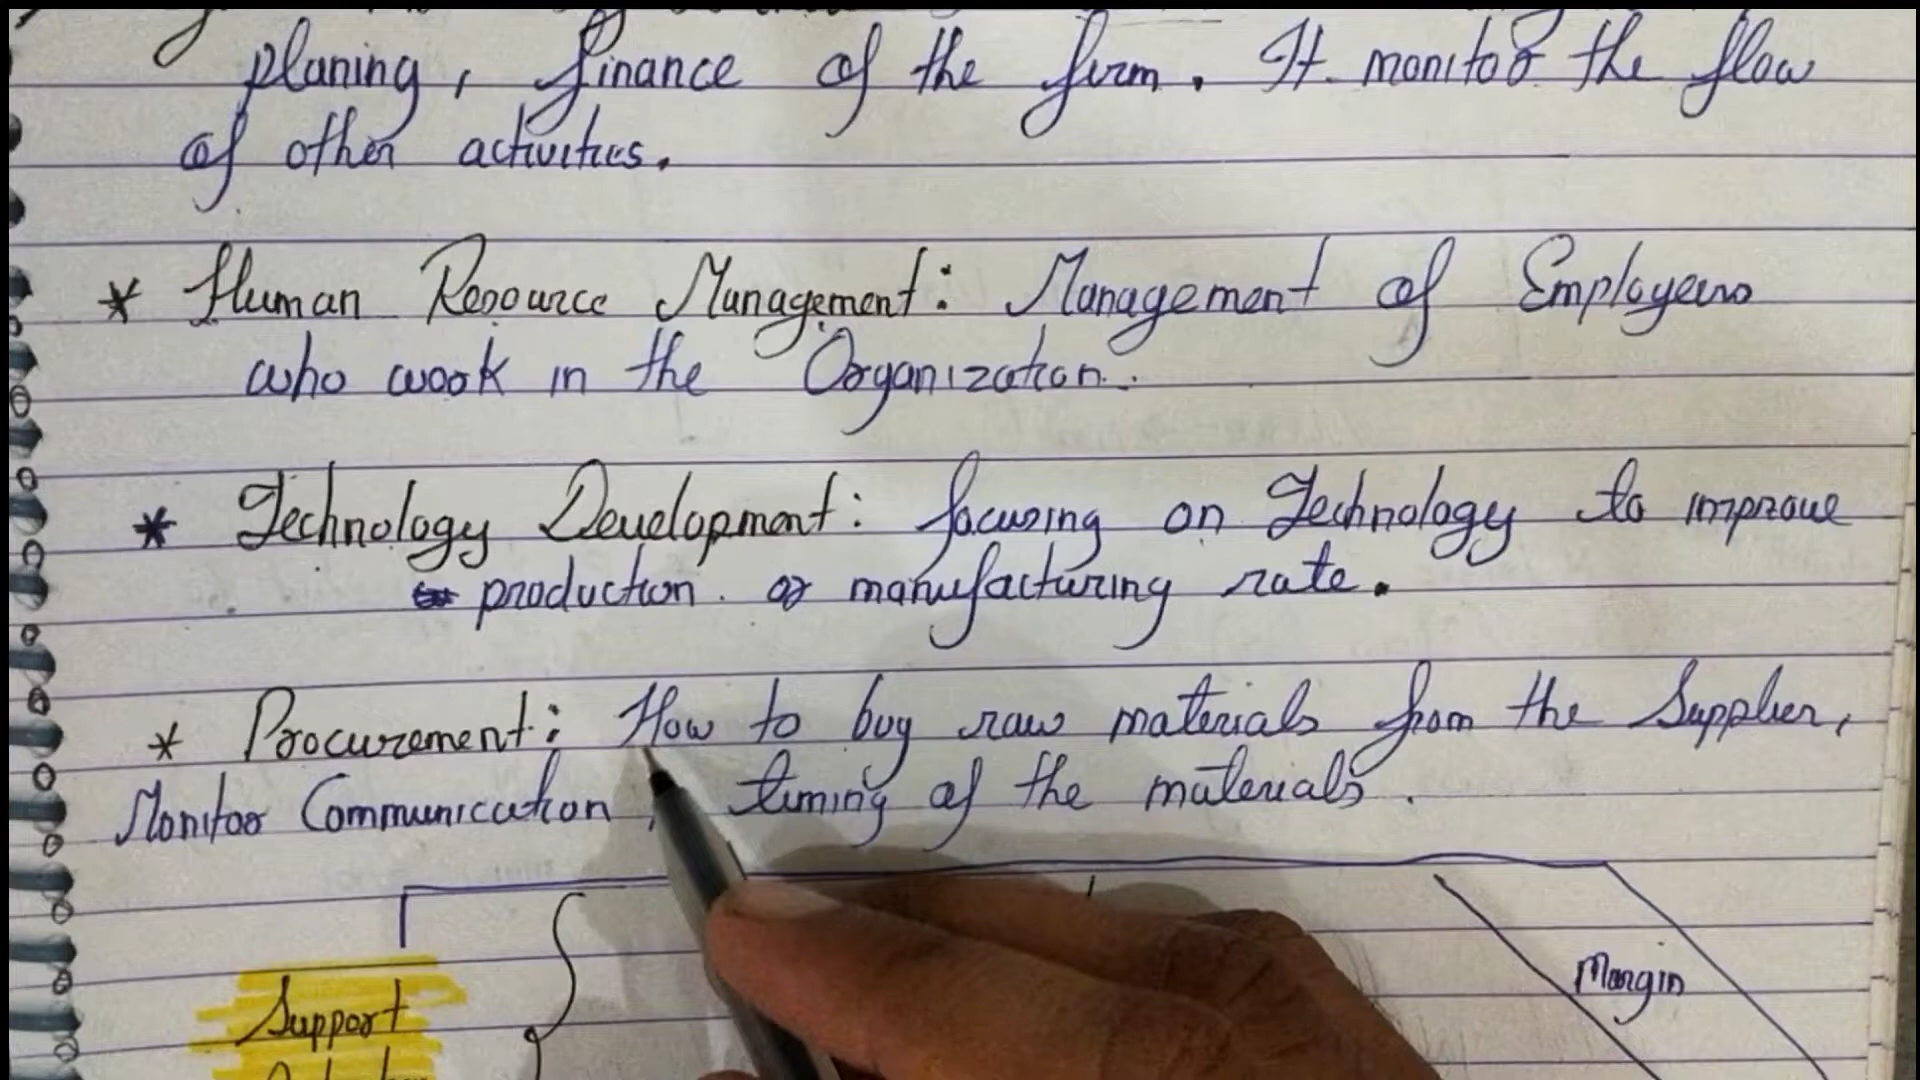 planing, finance of the firm. It monitor the flow
of other activities.
* Human Resource Management: Management of Employees
who work in the Organization.
* Technology Development: focusing on Technology to improve
production or manufacturing rate.
* Procurement: How to buy raw materials from the Supplier,
Monitor Communication, timing of the materials.
Margin
Support